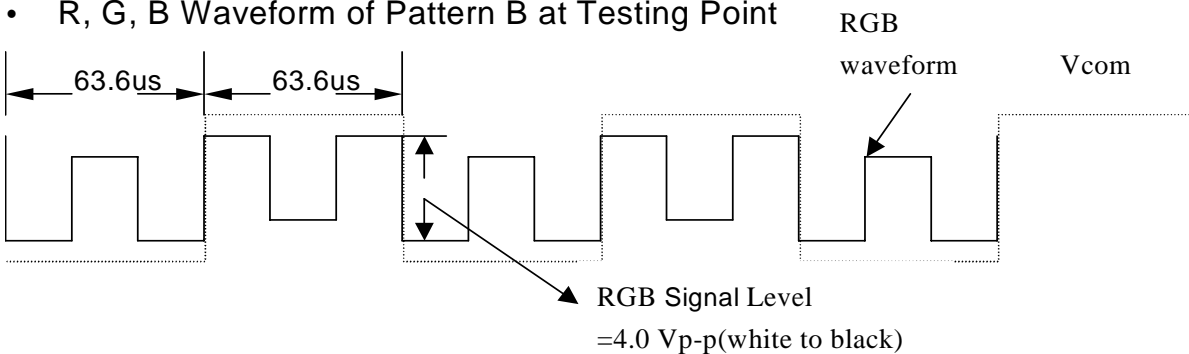 • R, G, B Waveform of Pattern B at Testing Point
RGB
waveform
Vcom
63.6us
63.6us
RGB Signal Level
=4.0 Vp-p(white to black)